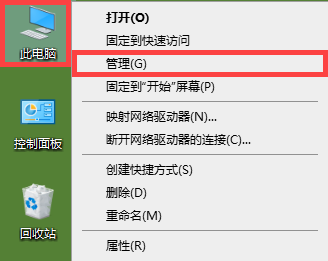 此电脑
控制面板
回收站
打开(O)
固定到快速访问
管理(G)
固定到"开始"屏幕(P)
映射网络驱动器(N)...
断开网络驱动器的连接(C)...
创建快捷方式(S)
删除(D)
重命名(M)
属性(R)